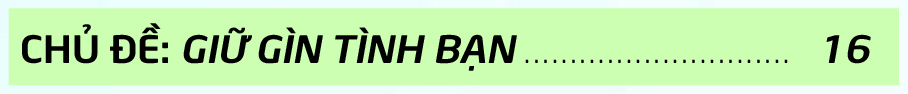 CHỦ ĐỀ: GIỮ GÌN TÌNH BẠN ............................. 16